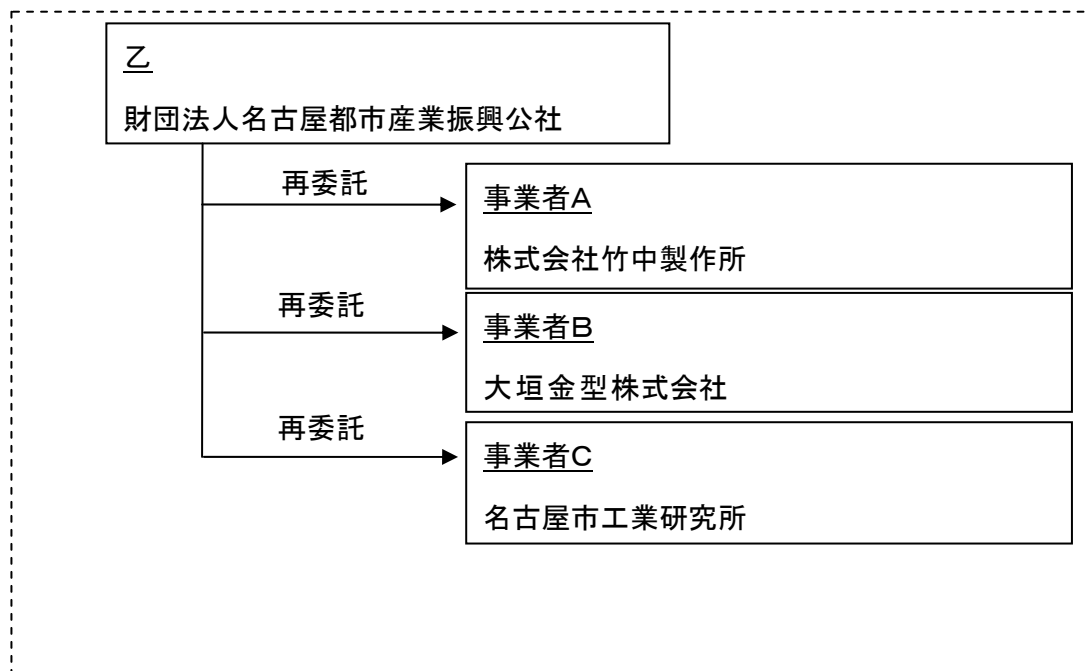 乙
財団法人名古屋都市産業振興公社
再委託
事業者A
株式会社竹中製作所
再委託
事業者B
大垣金型株式会社
再委託
事業者C
名古屋市工業研究所